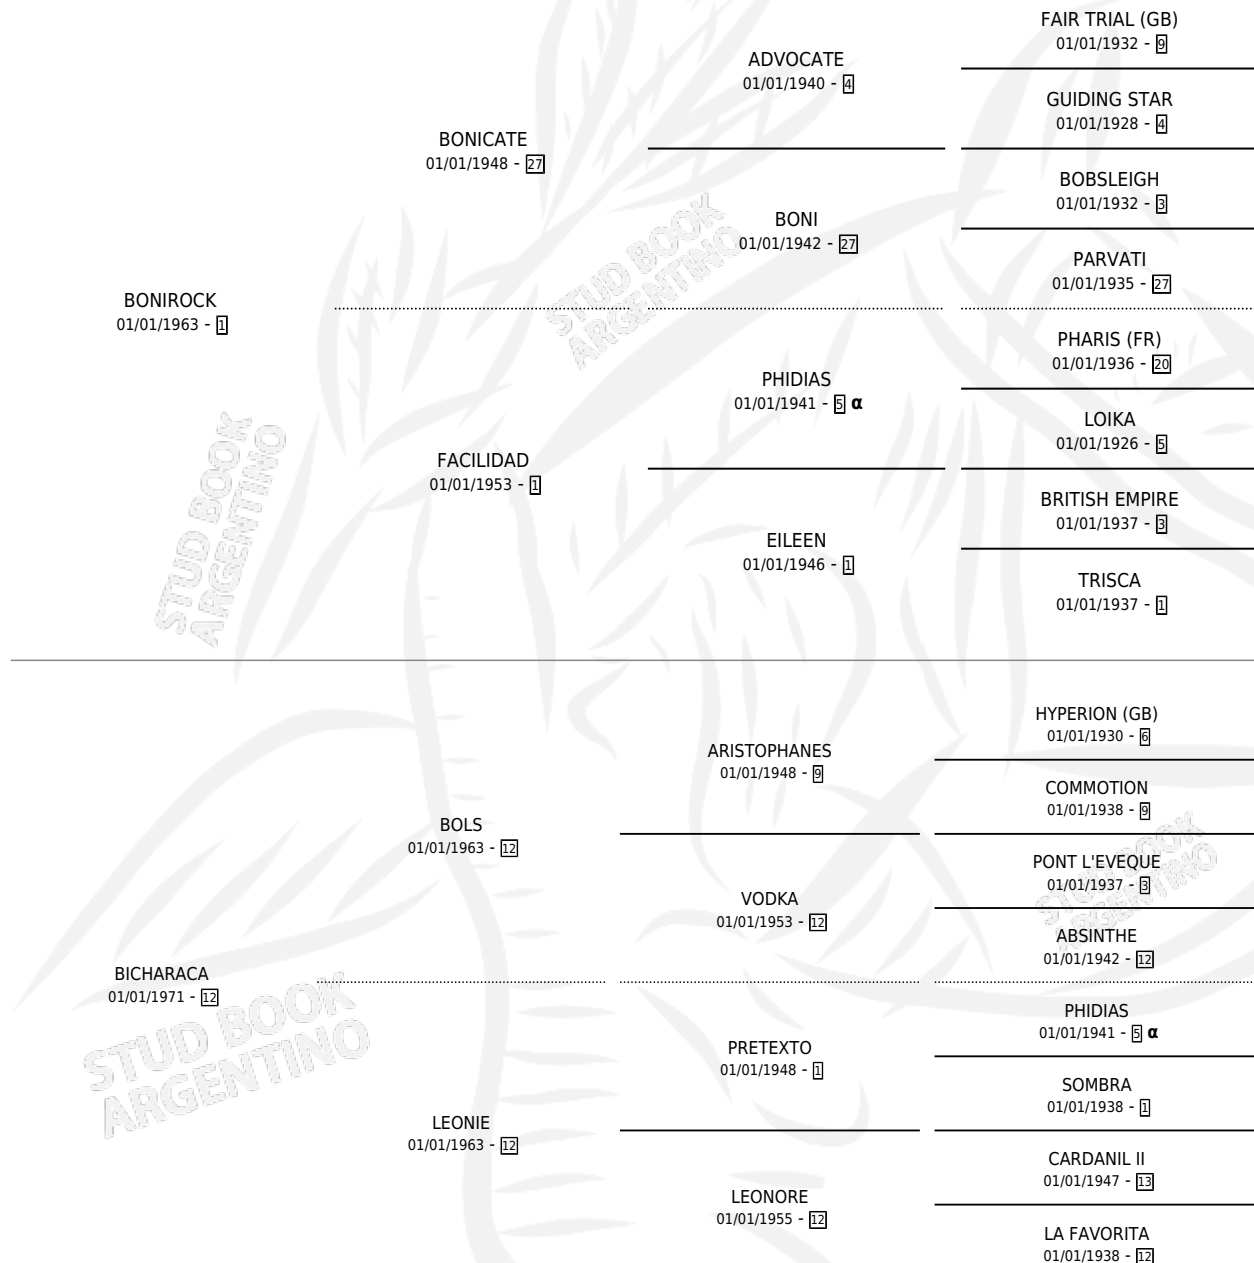 FAIR TRIAL (GB)
01/01/1932 - 9
ADVOCATE
01/01/1940 - 4
GUIDING STAR
01/01/1928 - 4
BONICATE
01/01/1948 - 27
BOBSLEIGH
01/01/1932 - 3
BONI
01/01/1942 - 27
PARVATI
01/01/1935 - 27
BONIROCK
01/01/1963 - 1
PHARIS (FR)
01/01/1936 - 20
PHIDIAS
01/01/1941 - 5 α
LOIKA
01/01/1926 - 5
FACILIDAD
01/01/1953 - 1
BRITISH EMPIRE
01/01/1937 - 3
EILEEN
01/01/1946 - 1
TRISCA
01/01/1937 - 1
HYPERION (GB)
01/01/1930 - 6
ARISTOPHANES
01/01/1948 - 9
COMMOTION
01/01/1938 - 9
BOLS
01/01/1963 - 12
PONT L'EVEQUE
01/01/1937 - 3
VODKA
01/01/1953 - 12
ABSINTHE
01/01/1942 - 12
BICHARACA
01/01/1971 - 12
PHIDIAS
01/01/1941 - 5 α
PRETEXTO
01/01/1948 - 1
SOMBRA
01/01/1938 - 1
LEONIE
01/01/1963 - 12
CARDANIL II
01/01/1947 - 13
LEONORE
01/01/1955 - 12
LA FAVORITA
01/01/1938 - 12
STUD BOOK
ARGENTINO
STUD BOOK
ARGENTINO
STUD BOOK
ARGENTINO
STUD BOOK
ARGENTINO